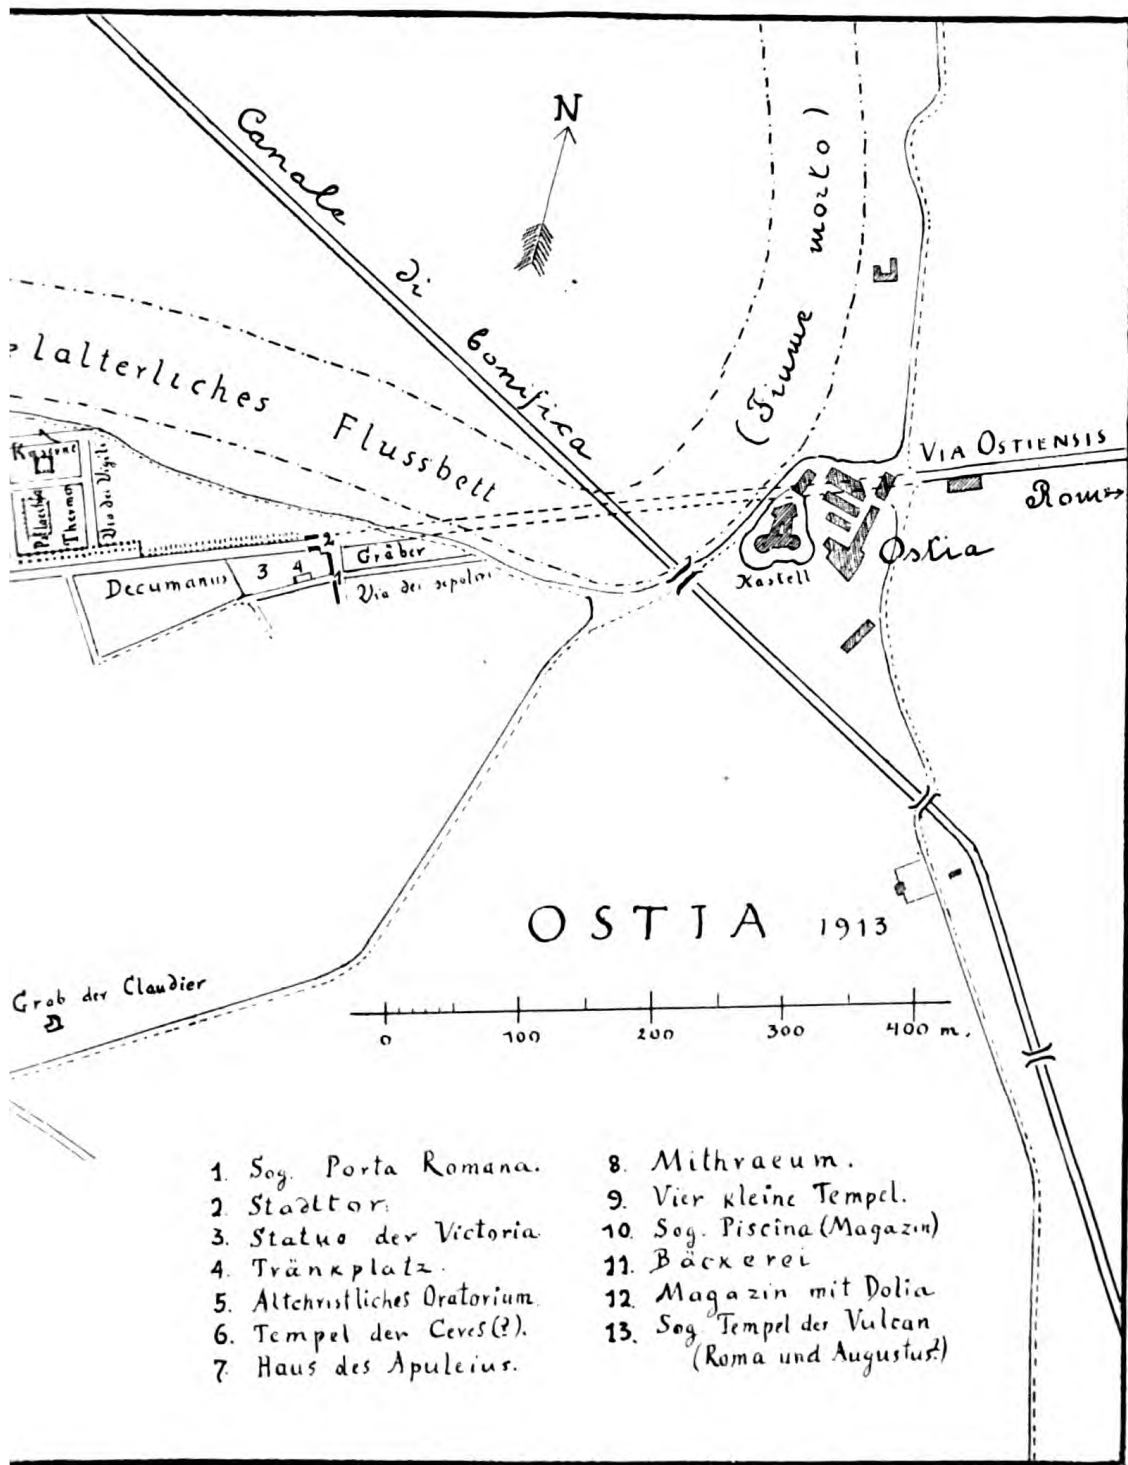 N
Canale di bonifica
(Fiume morto)
elalterliches Flussbett
VIA OSTIENSIS
Rom
Ostia
Kastell
Kaserne
Palaestra
Thermen
Via dei Vigili
2
Gräber
Decumanus
3
4
1
Via dei sepolcri
OSTIA 1913
Grab der Claudier
0 100 200 300 400 m.
1. Sog. Porta Romana.
2 Stadttor.
3. Statue der Victoria
4. Tränkplatz.
5. Altchristliches Oratorium.
6. Tempel der Ceres(?).
7. Haus des Apuleius.
8. Mithraeum.
9. Vier kleine Tempel.
10. Sog. Piscina (Magazin)
11. Bäckerei
12 Magazin mit Dolia
13. Sog Tempel des Vulcan
(Roma und Augustus?)